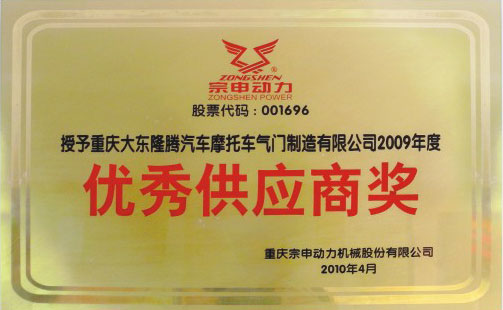 ZONGSHEN®
宗申动力
ZONGSHEN POWER
股票代码：001696
授予重庆大东隆腾汽车摩托车气门制造有限公司2009年度
优秀供应商奖
重庆宗申动力机械股份有限公司
2010年4月